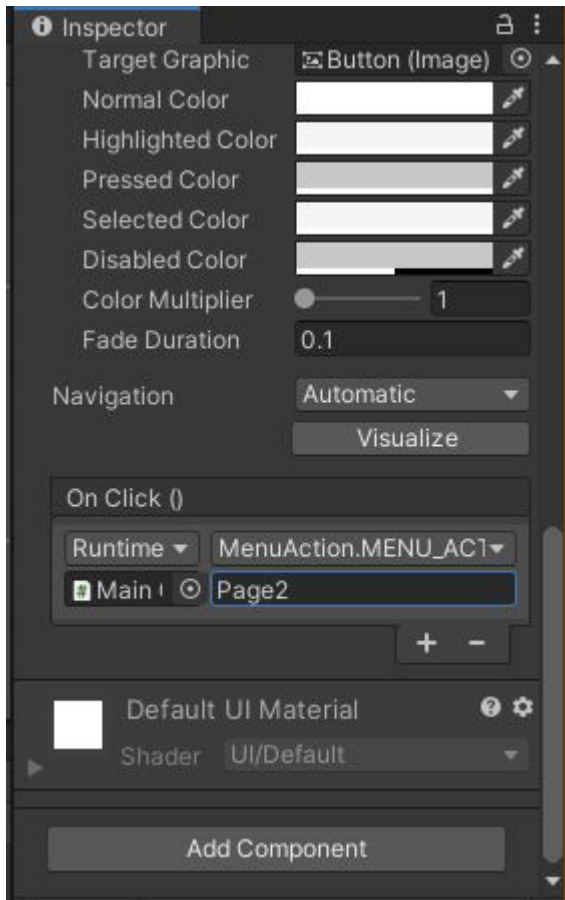 Inspector
Target Graphic Button (Image)
Normal Color
Highlighted Color
Pressed Color
Selected Color
Disabled Color
Color Multiplier 1
Fade Duration 0.1
Navigation Automatic
Visualize
On Click ()
Runtime MenuAction.MENU_ACT
Main Page2
Default UI Material
Shader UI/Default
Add Component